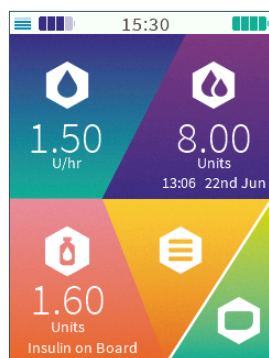 15:30
1.50
U/hr
8.00
Units
13:06 22nd Jun
1.60
Units
Insulin on Board